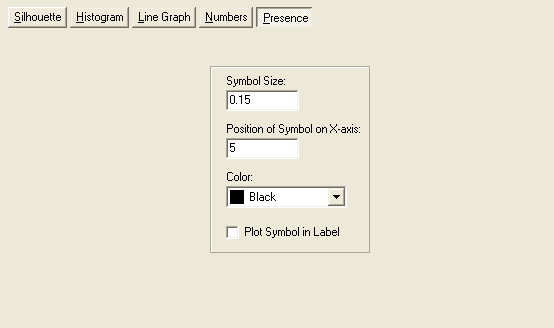 Silhouette Histogram Line Graph Numbers Presence
Symbol Size:
0.15
Position of Symbol on X-axis:
5
Color:
Black
Plot Symbol in Label